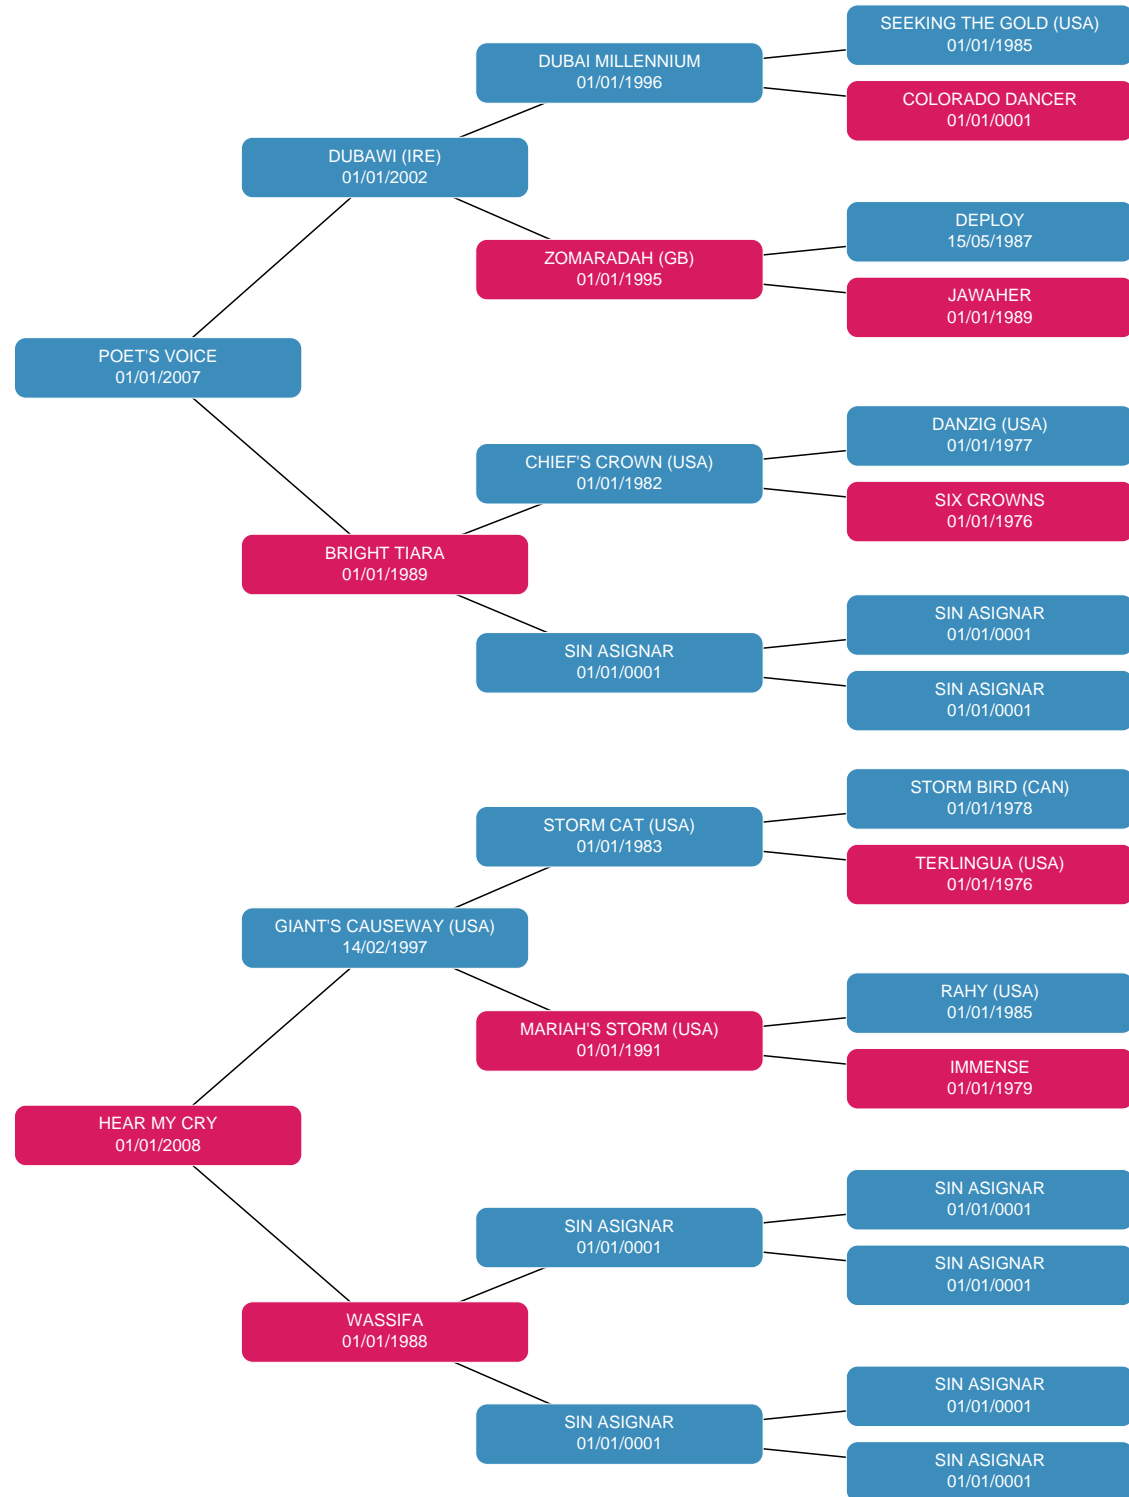 SEEKING THE GOLD (USA)
01/01/1985
DUBAI MILLENNIUM
01/01/1996
COLORADO DANCER
01/01/0001
DUBAWI (IRE)
01/01/2002
DEPLOY
15/05/1987
ZOMARADAH (GB)
01/01/1995
JAWAHER
01/01/1989
POET'S VOICE
01/01/2007
DANZIG (USA)
01/01/1977
CHIEF'S CROWN (USA)
01/01/1982
SIX CROWNS
01/01/1976
BRIGHT TIARA
01/01/1989
SIN ASIGNAR
01/01/0001
SIN ASIGNAR
01/01/0001
SIN ASIGNAR
01/01/0001
STORM BIRD (CAN)
01/01/1978
STORM CAT (USA)
01/01/1983
TERLINGUA (USA)
01/01/1976
GIANT'S CAUSEWAY (USA)
14/02/1997
RAHY (USA)
01/01/1985
MARIAH'S STORM (USA)
01/01/1991
IMMENSE
01/01/1979
HEAR MY CRY
01/01/2008
SIN ASIGNAR
01/01/0001
SIN ASIGNAR
01/01/0001
SIN ASIGNAR
01/01/0001
WASSIFA
01/01/1988
SIN ASIGNAR
01/01/0001
SIN ASIGNAR
01/01/0001
SIN ASIGNAR
01/01/0001